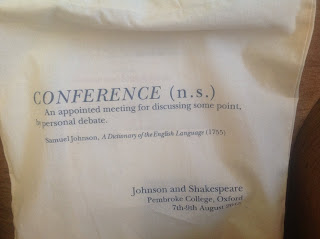 CONFERENCE (n.s.)
An appointed meeting for discussing some point,
personal debate.
Samuel Johnson, A Dictionary of the English Language (1755)
Johnson and Shakespeare
Pembroke College, Oxford
7th-9th August